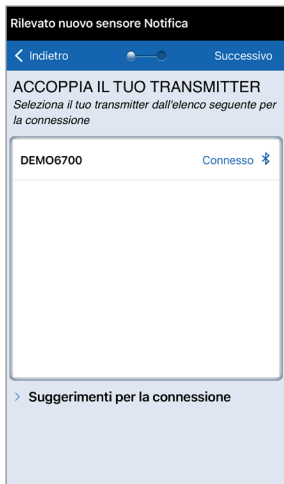 Rilevato nuovo sensore Notifica
Indietro
Successivo
ACCOPPIA IL TUO TRANSMITTER
Seleziona il tuo transmitter dall'elenco seguente per
la connessione
DEMO6700 Connesso
Suggerimenti per la connessione